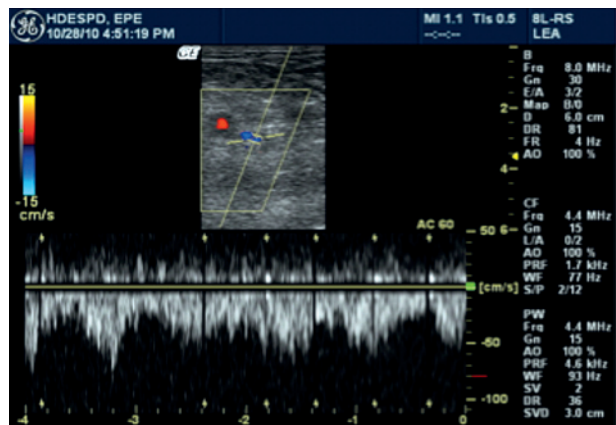 HDESPD, EPE
10/28/10 4:51:19 PM
MI 1.1 TIs 0.5
8L-RS
LEA
GE
15
-15
cm/s
2
4
6
AC 60
50
[cm/s]
-50
-100
-4
-3
-2
-1
0
B
Frq 8.0 MHz
Gn 30
E/A 3/2
Map B/0
D 6.0 cm
DR 81
FR 4 Hz
AO 100 %
CF
Frq 4.4 MHz
Gn 15
L/A 0/2
AO 100 %
PRF 1.7 kHz
WF 77 Hz
S/P 2/12
PW
Frq 4.4 MHz
Gn 15
AO 100 %
PRF 4.6 kHz
WF 93 Hz
SV 2
DR 36
SVD 3.0 cm